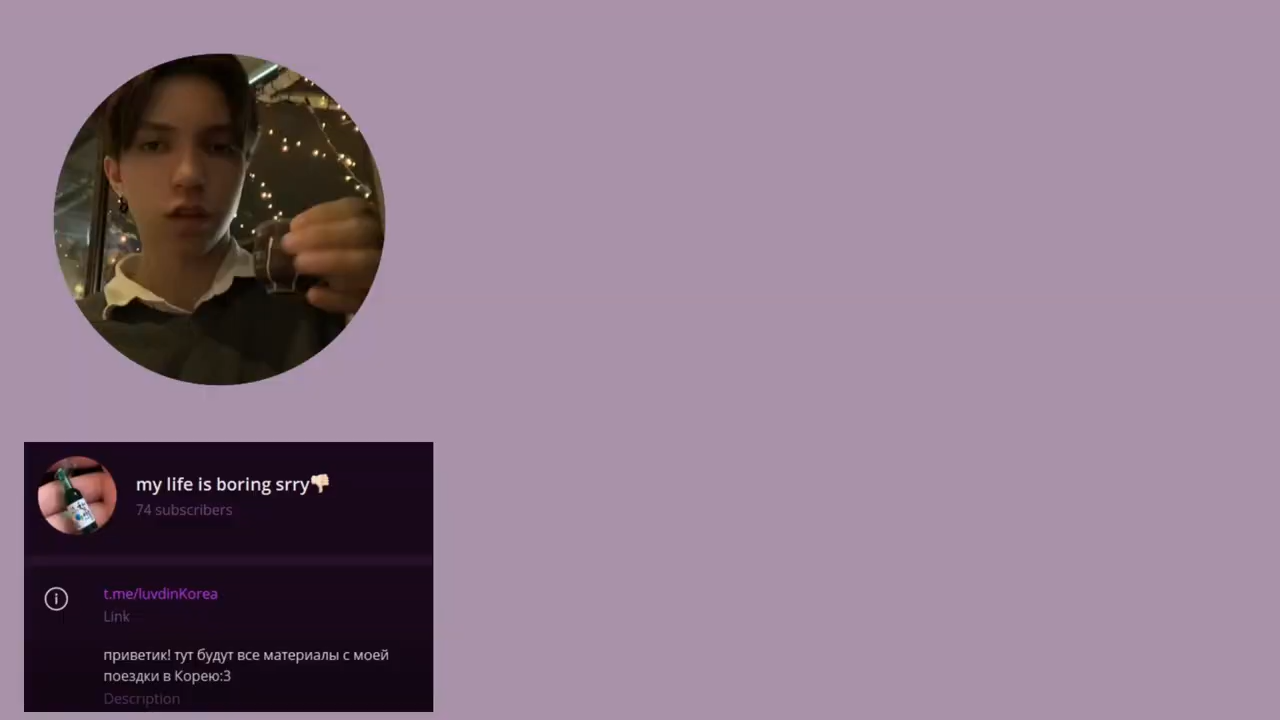 my life is boring srry👎🏻
74 subscribers
t.me/luvdinKorea
Link
приветик! тут будут все материалы с моей
поездки в Корею:3
Description